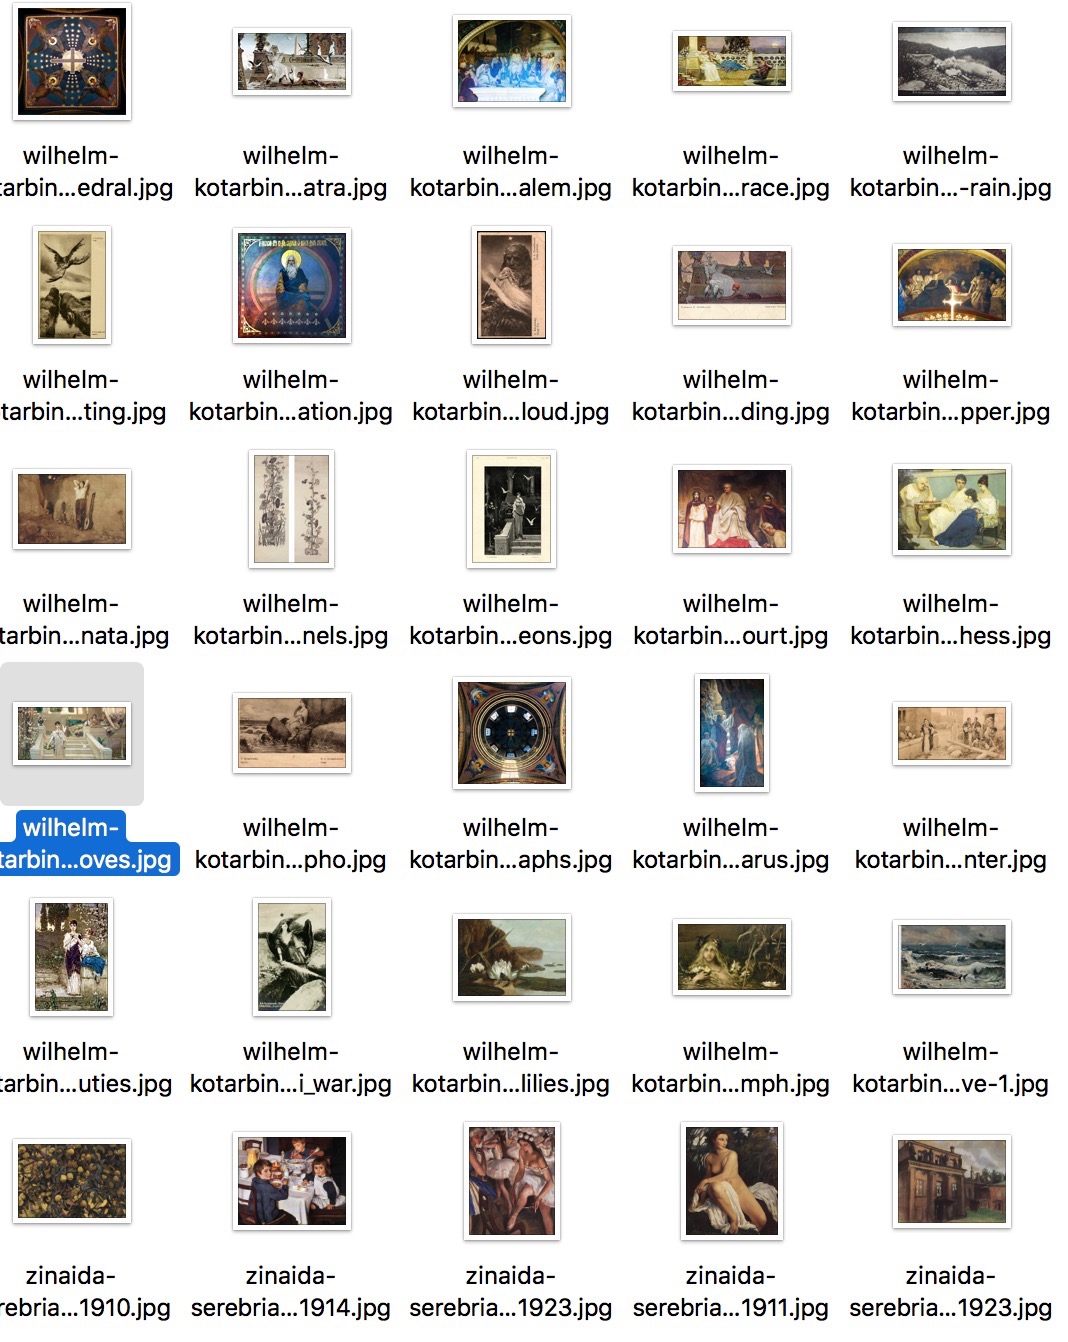 wilhelm-
tarbin...edral.jpg
wilhelm-
kotarbin...atra.jpg
wilhelm-
kotarbin...alem.jpg
wilhelm-
kotarbin...race.jpg
wilhelm-
kotarbin...-rain.jpg
wilhelm-
tarbin...ting.jpg
wilhelm-
kotarbin...ation.jpg
wilhelm-
kotarbin...loud.jpg
wilhelm-
kotarbin...ding.jpg
wilhelm-
kotarbin...pper.jpg
wilhelm-
tarbin...nata.jpg
wilhelm-
kotarbin...nels.jpg
wilhelm-
kotarbin...eons.jpg
wilhelm-
kotarbin...ourt.jpg
wilhelm-
kotarbin...hess.jpg
wilhelm-
tarbin...oves.jpg
wilhelm-
kotarbin...pho.jpg
wilhelm-
kotarbin...aphs.jpg
wilhelm-
kotarbin...arus.jpg
wilhelm-
kotarbin...nter.jpg
wilhelm-
tarbin...uties.jpg
wilhelm-
kotarbin...i_war.jpg
wilhelm-
kotarbin...lilies.jpg
wilhelm-
kotarbin...mph.jpg
wilhelm-
kotarbin...ve-1.jpg
zinaida-
rebria...1910.jpg
zinaida-
serebria...1914.jpg
zinaida-
serebria...1923.jpg
zinaida-
serebria...1911.jpg
zinaida-
serebria...1923.jpg